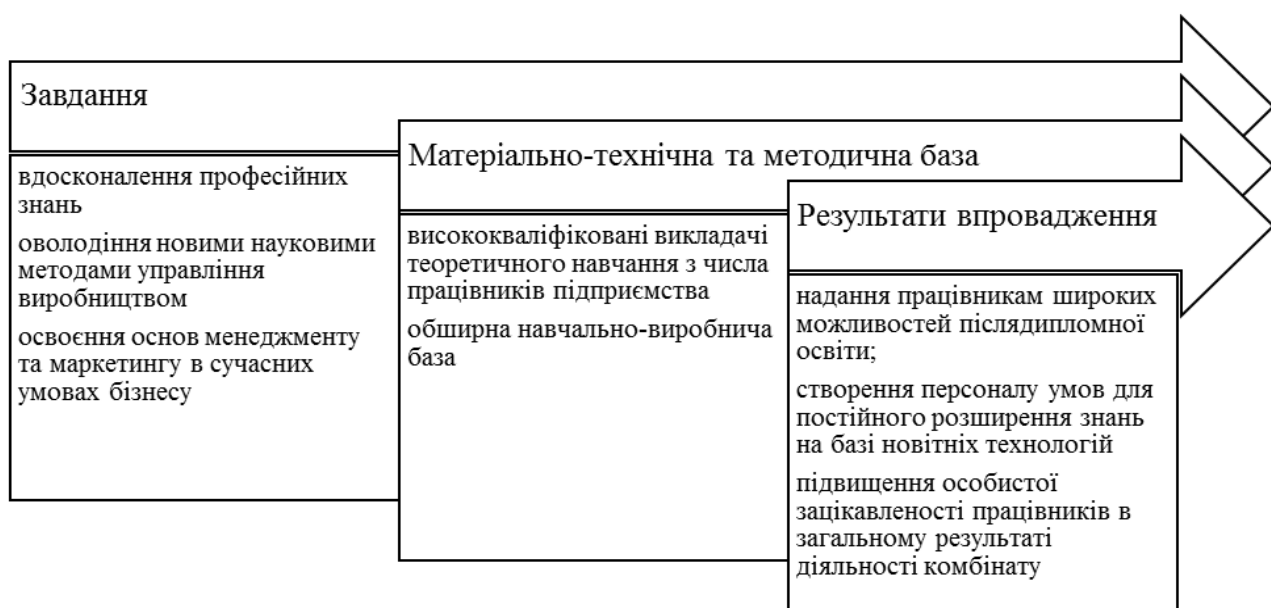 Завдання
вдосконалення професійних
знань
оволодіння новими науковими
методами управління
виробництвом
освоєння основ менеджменту
та маркетингу в сучасних
умовах бізнесу
Матеріально-технічна та методична база
висококваліфіковані викладачі
теоретичного навчання з числа
працівників підприємства
обширна навчально-виробнича
база
Результати впровадження
надання працівникам широких
можливостей післядипломної
освіти;
створення персоналу умов для
постійного розширення знань
на базі новітніх технологій
підвищення особистої
зацікавленості працівників в
загальному результаті
діяльності комбінату